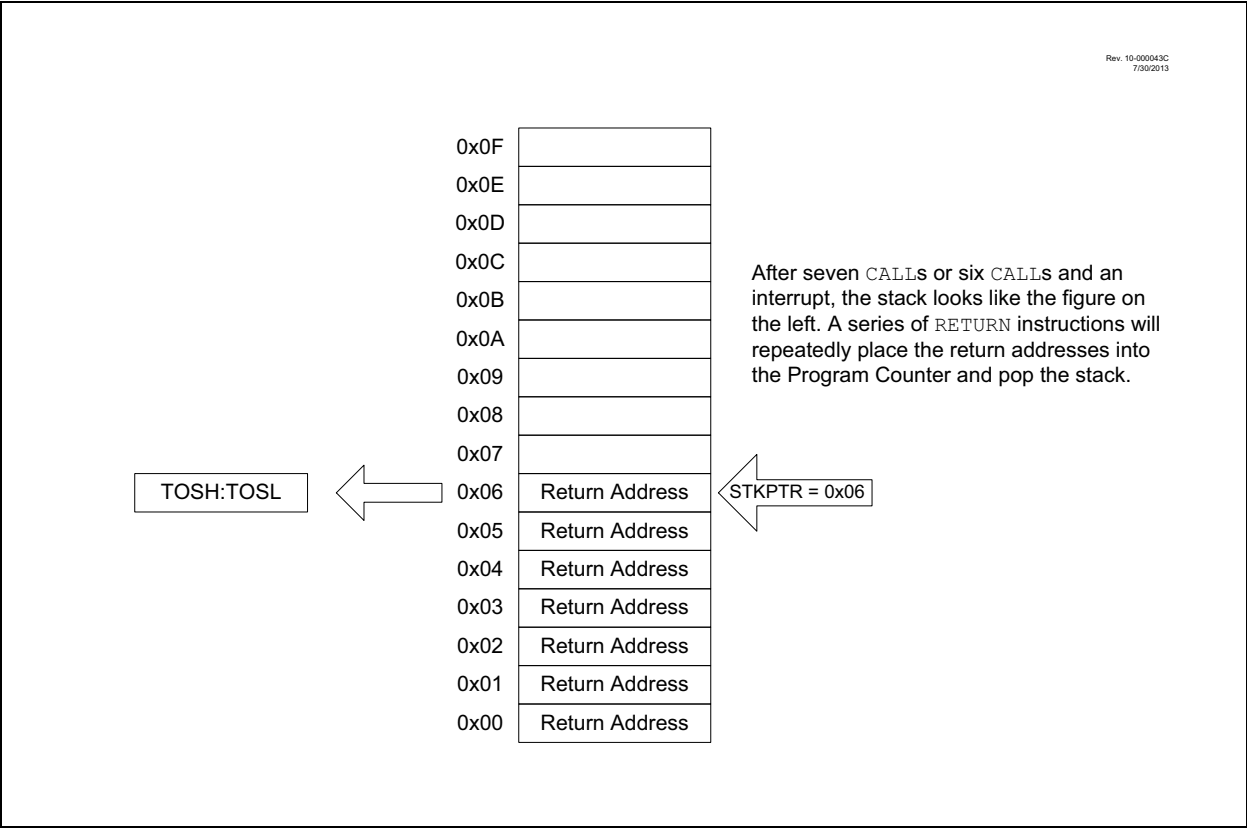 Rev. 10-000043C
7/30/2013
0x0F
0x0E
0x0D
0x0C
0x0B
0x0A
0x09
0x08
0x07
After seven CALLs or six CALLs and an
interrupt, the stack looks like the figure on
the left. A series of RETURN instructions will
repeatedly place the return addresses into
the Program Counter and pop the stack.
TOSH:TOSL
0x06 Return Address
STKPTR = 0x06
0x05 Return Address
0x04 Return Address
0x03 Return Address
0x02 Return Address
0x01 Return Address
0x00 Return Address